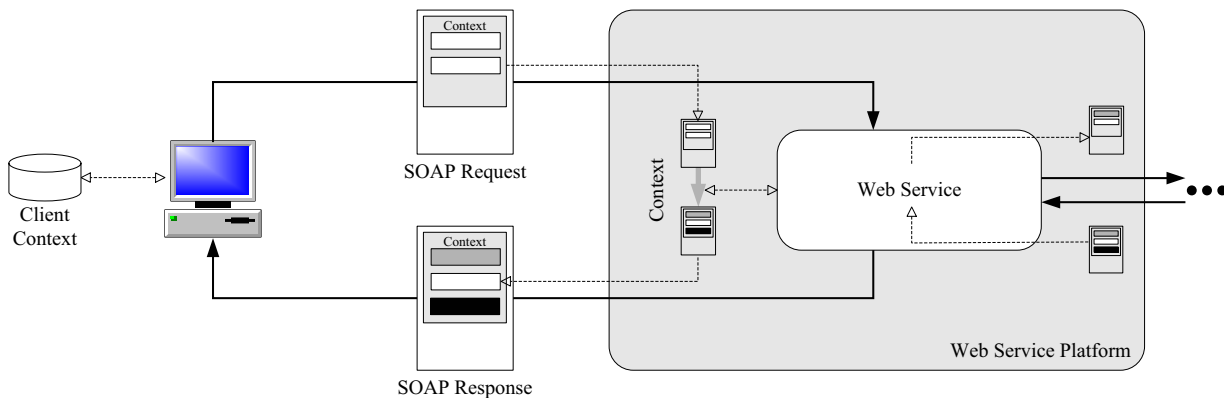 Context
SOAP Request
Client
Context
Context
Web Service
Context
SOAP Response
Web Service Platform